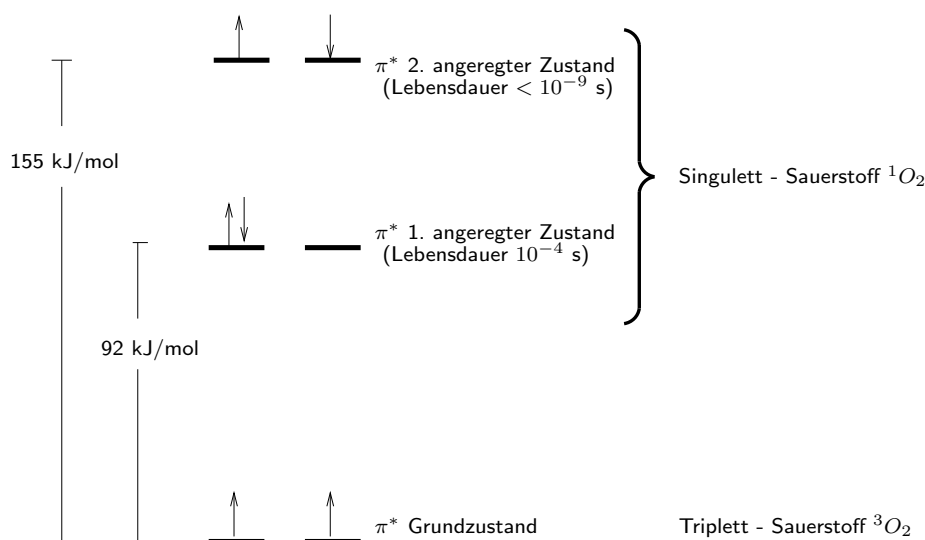 π* 2. angeregter Zustand
(Lebensdauer < 10⁻⁹ s)
155 kJ/mol
Singulett - Sauerstoff ¹O₂
π* 1. angeregter Zustand
(Lebensdauer 10⁻⁴ s)
92 kJ/mol
π* Grundzustand
Triplett - Sauerstoff ³O₂